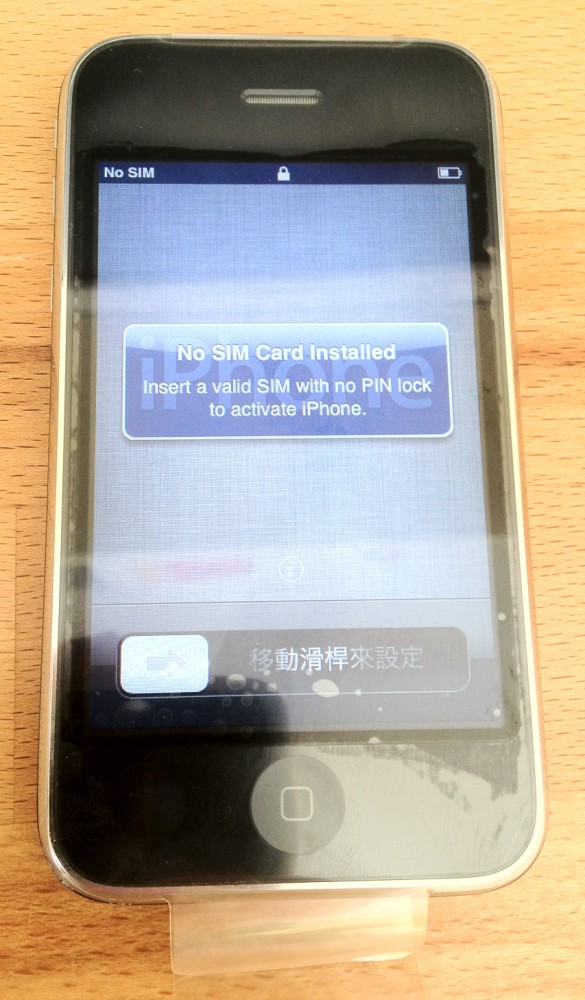 No SIM
iPhone
No SIM Card Installed
Insert a valid SIM with no PIN lock
to activate iPhone.
移動滑桿來設定